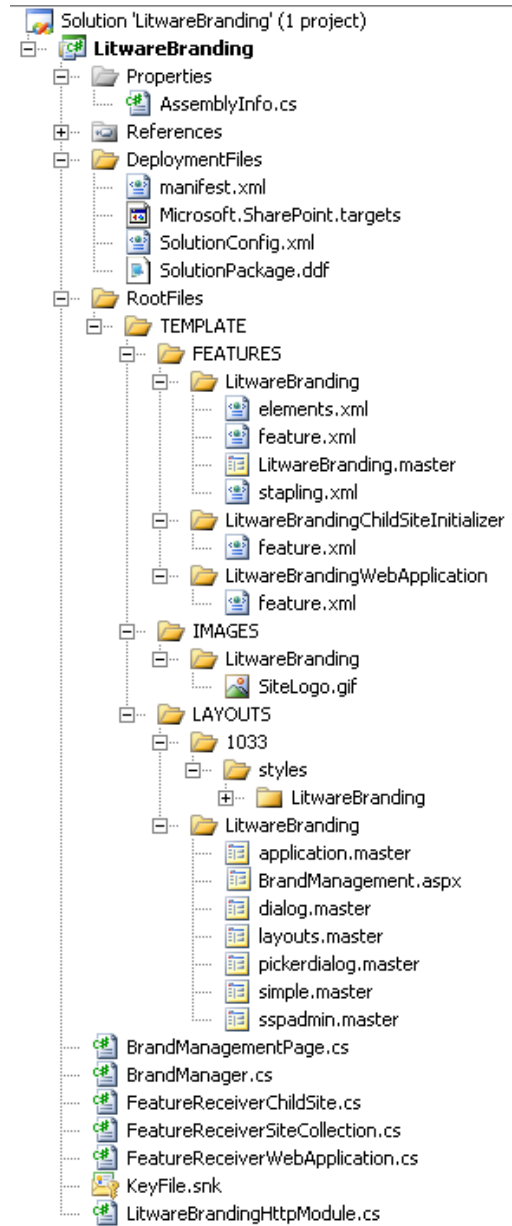 Solution 'LitwareBranding' (1 project)
LitwareBranding
Properties
AssemblyInfo.cs
References
DeploymentFiles
manifest.xml
Microsoft.SharePoint.targets
SolutionConfig.xml
SolutionPackage.ddf
RootFiles
TEMPLATE
FEATURES
LitwareBranding
elements.xml
feature.xml
LitwareBranding.master
stapling.xml
LitwareBrandingChildSiteInitializer
feature.xml
LitwareBrandingWebApplication
feature.xml
IMAGES
LitwareBranding
SiteLogo.gif
LAYOUTS
1033
styles
LitwareBranding
LitwareBranding
application.master
BrandManagement.aspx
dialog.master
layouts.master
pickerdialog.master
simple.master
sspadmin.master
BrandManagementPage.cs
BrandManager.cs
FeatureReceiverChildSite.cs
FeatureReceiverSiteCollection.cs
FeatureReceiverWebApplication.cs
KeyFile.snk
LitwareBrandingHttpModule.cs